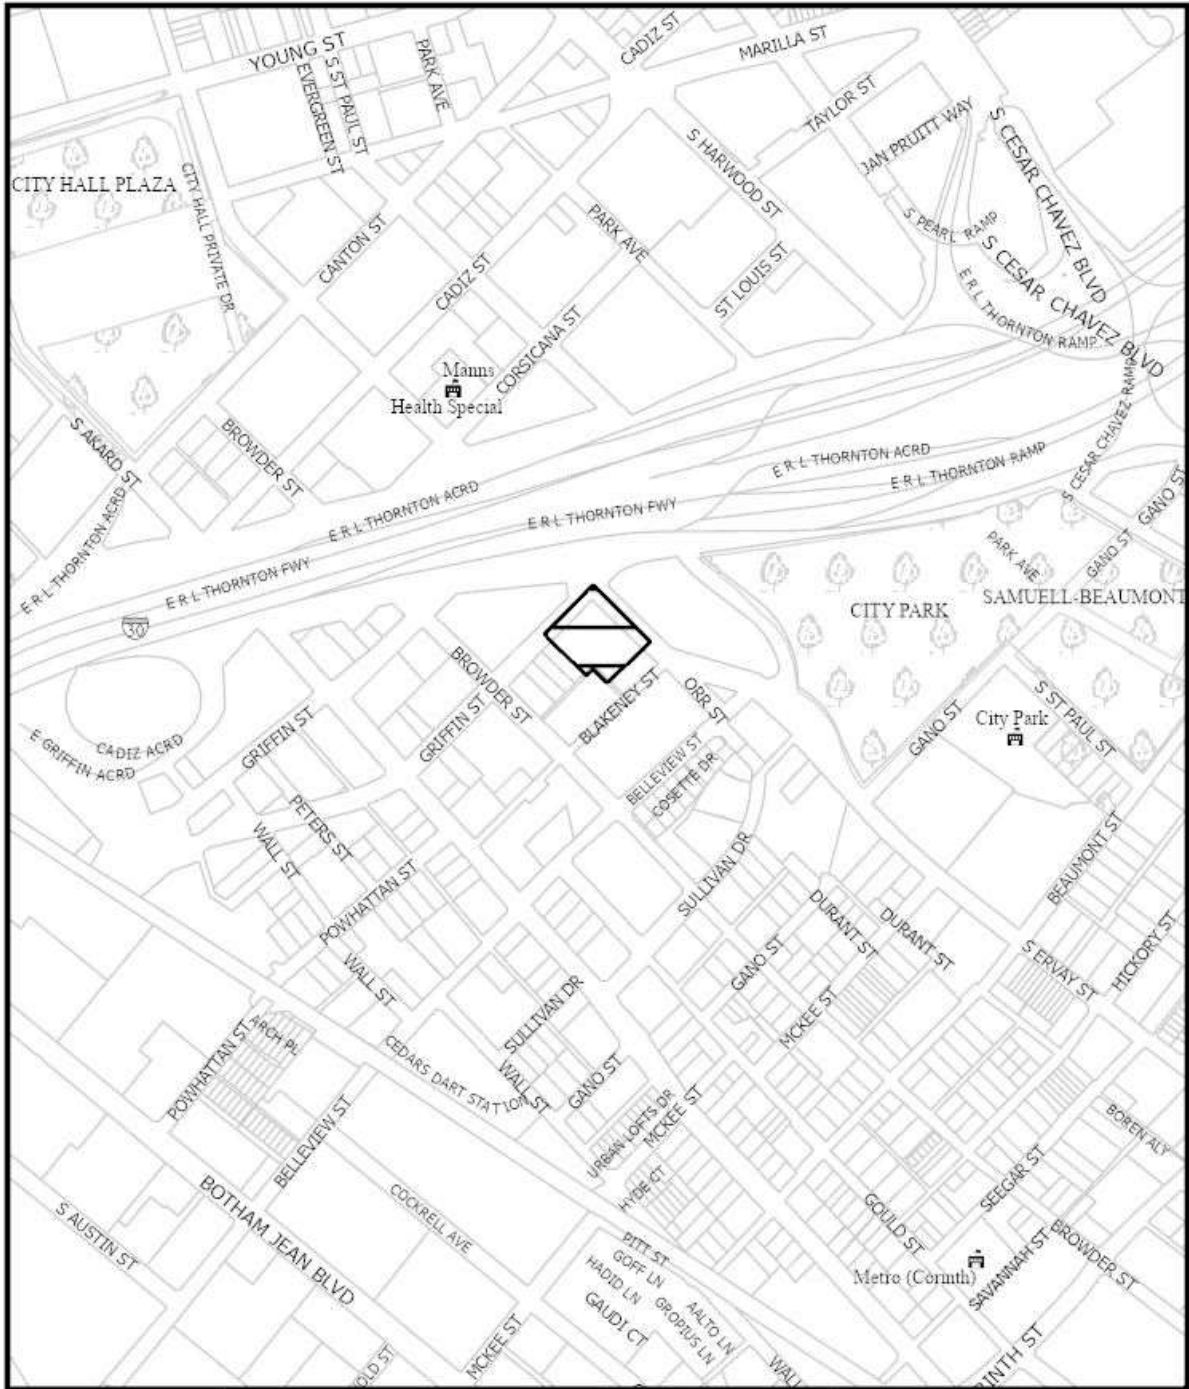 YOUNG ST
EVERGREEN ST
S ST PAUL ST
PARK AVE
CADIZ ST
MARILLA ST
TAYLOR ST
JAN PRUITT WAY
S CESAR CHAVEZ BLVD
S HARWOOD ST
CITY HALL PLAZA
CITY HALL PRIVATE DR
CANTON ST
CADIZ ST
PARK AVE
ST LOUIS ST
S PEARL RAMP
S CESAR CHAVEZ BLVD
E R L THORNTON RAMP
CORSICANA ST
Manns
Health Special
S AKARD ST
BROWDER ST
S CESAR CHAVEZ RAMP
E R L THORNTON ACRD
E R L THORNTON ACRD
E R L THORNTON RAMP
E R L THORNTON FWY
E R L THORNTON ACRD
E R L THORNTON FWY
30
GANO ST
GANO ST
PARK AVE
SAMUELL-BEAUMONT
CITY PARK
BROWDER ST
GRIFFIN ST
GRIFFIN ST
BLAKENEY ST
ORR ST
GANO ST
S ST PAUL ST
City Park
CADIZ ACRD
E GRIFFIN ACRD
BELLEVIEW ST
COSETTE DR
PETERS ST
WALL ST
POWHATTAN ST
SULLIVAN DR
BEAUMONT ST
DURANT ST
DURANT ST
HICKORY ST
S ERVAY ST
GANO ST
MCKEE ST
WALL ST
SULLIVAN DR
ARCH PL
POWHATTAN ST
CEDARS DART STATION
WALL ST
GANO ST
URBAN LOFTS DR
MCKEE ST
HYDE CT
BELLEVIEW ST
BOREN ALY
SEEGAR ST
GOULD ST
BROWDER ST
SAVANNAH ST
Metro (Corinth)
BOTHAM JEAN BLVD
COCKRELL AVE
S AUSTIN ST
PITT ST
GOFF LN
HADID LN
GAUDI CT
GROPIUS LN
AALTO LN
MCKEE ST
OLD ST
WALL
RINTH ST